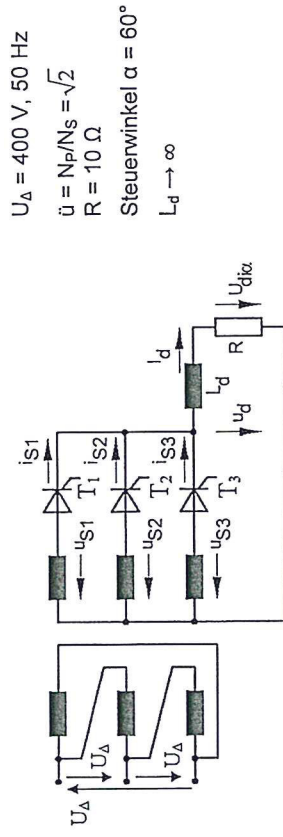 U_Δ = 400 V, 50 Hz
ü = N_P/N_S = √2
R = 10 Ω
Steuerwinkel α = 60°
L_d → ∞
U_Δ
U_Δ
U_Δ
u_S1
u_S2
u_S3
T_1
T_2
T_3
i_S1
i_S2
i_S3
I_d
L_d
u_d
R
U_diα